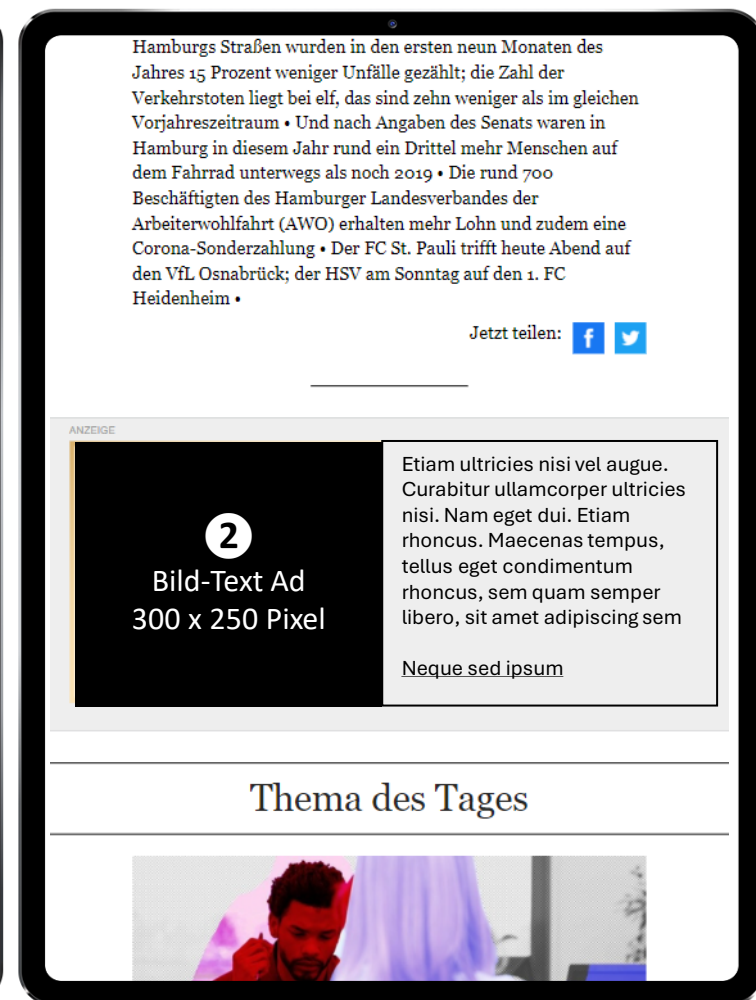 Hamburgs Straßen wurden in den ersten neun Monaten des
Jahres 15 Prozent weniger Unfälle gezählt; die Zahl der
Verkehrstoten liegt bei elf, das sind zehn weniger als im gleichen
Vorjahreszeitraum • Und nach Angaben des Senats waren in
Hamburg in diesem Jahr rund ein Drittel mehr Menschen auf
dem Fahrrad unterwegs als noch 2019 • Die rund 700
Beschäftigten des Hamburger Landesverbandes der
Arbeiterwohlfahrt (AWO) erhalten mehr Lohn und zudem eine
Corona-Sonderzahlung • Der FC St. Pauli trifft heute Abend auf
den VfL Osnabrück; der HSV am Sonntag auf den 1. FC
Heidenheim •
Jetzt teilen:
ANZEIGE
2
Bild-Text Ad
300 x 250 Pixel
Etiam ultricies nisi vel augue.
Curabitur ullamcorper ultricies
nisi. Nam eget dui. Etiam
rhoncus. Maecenas tempus,
tellus eget condimentum
rhoncus, sem quam semper
libero, sit amet adipiscing sem
Neque sed ipsum
Thema des Tages